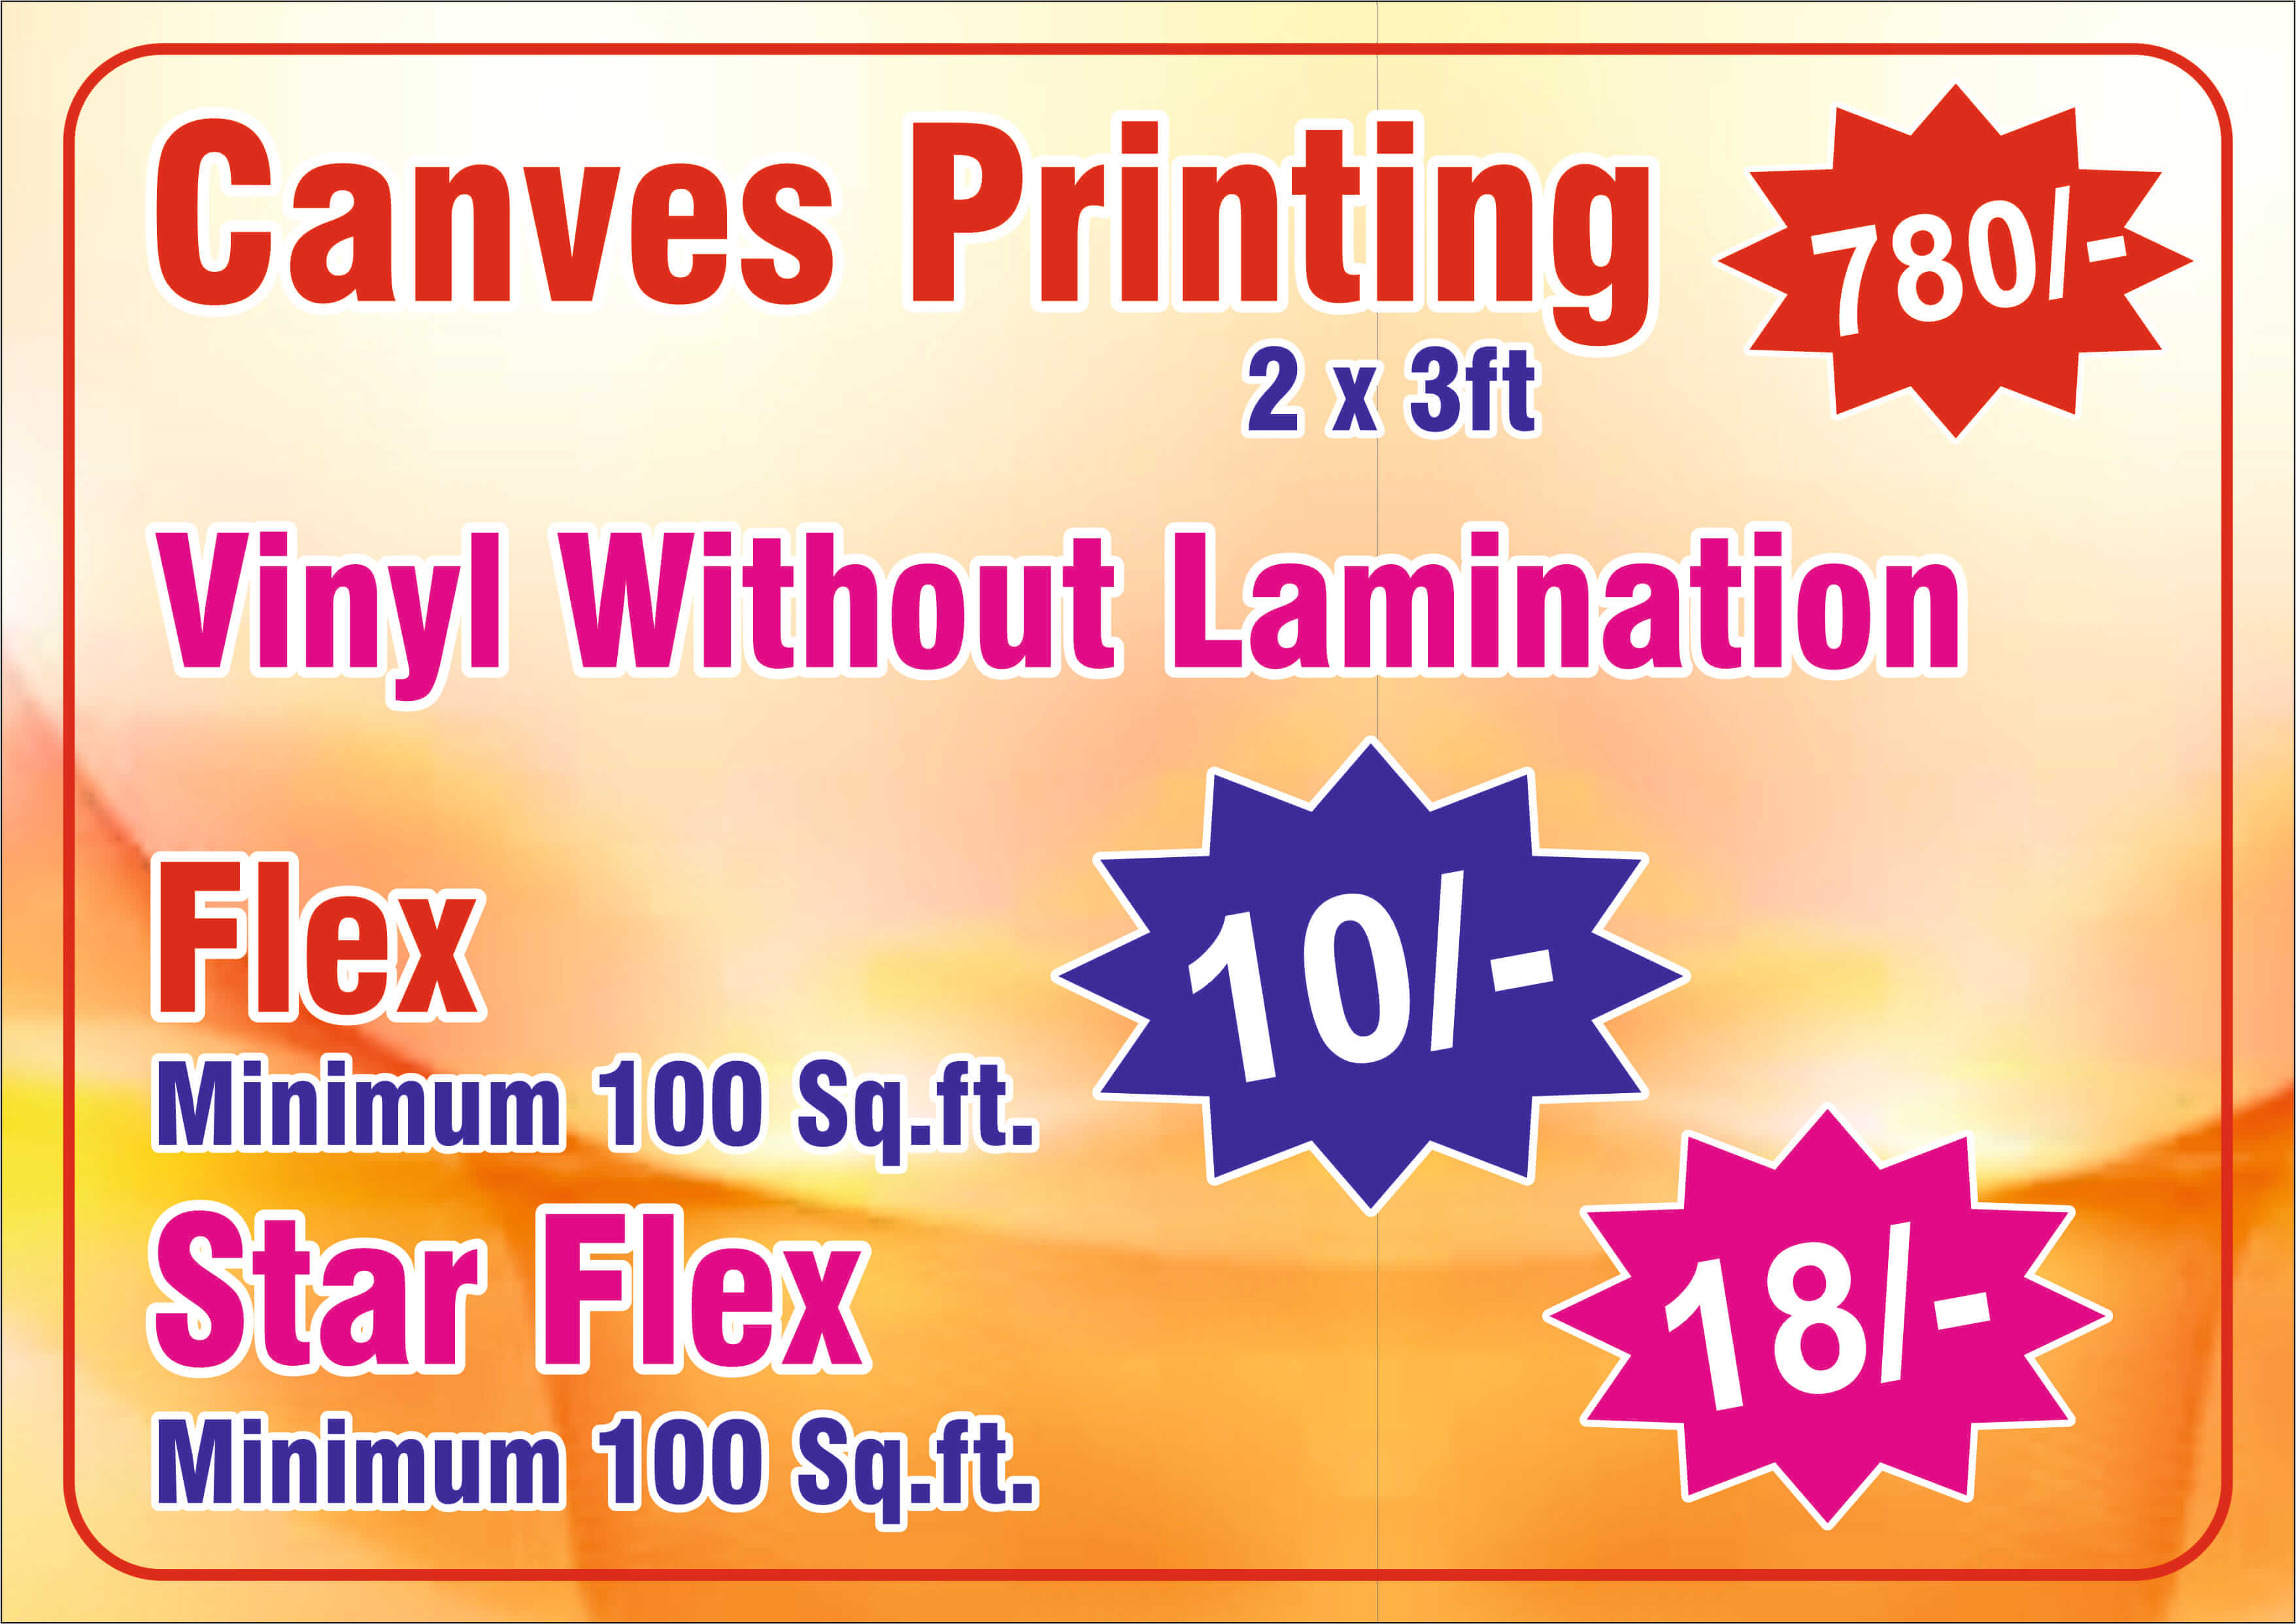 Canves Printing 780/-
2 x 3ft
Vinyl Without Lamination
Flex 10/-
Minimum 100 Sq.ft.
Star Flex 18/-
Minimum 100 Sq.ft.